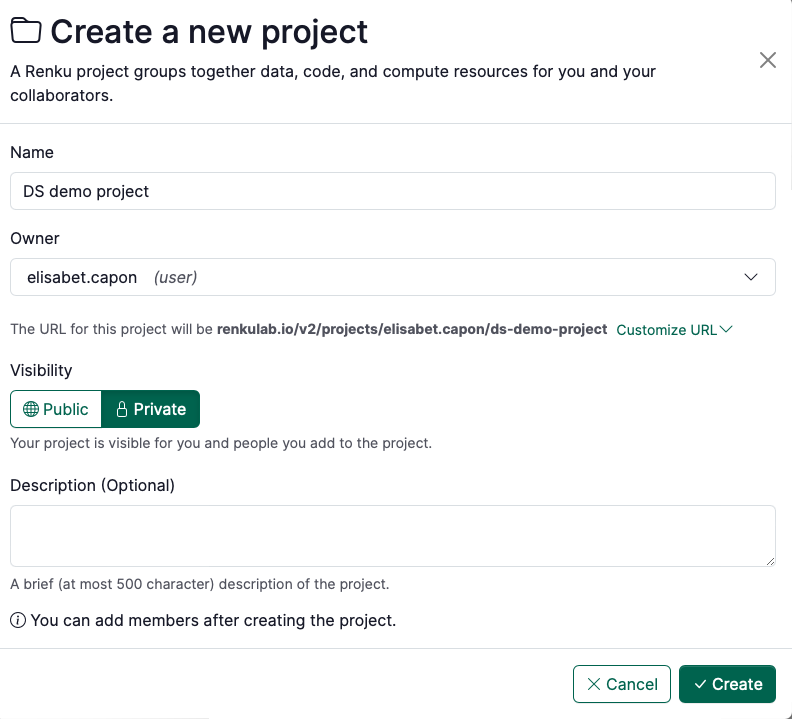 Create a new project
A Renku project groups together data, code, and compute resources for you and your
collaborators.
Name
DS demo project
Owner
elisabet.capon (user)
The URL for this project will be renkulab.io/v2/projects/elisabet.capon/ds-demo-project Customize URL
Visibility
Public Private
Your project is visible for you and people you add to the project.
Description (Optional)
A brief (at most 500 character) description of the project.
You can add members after creating the project.
Cancel Create